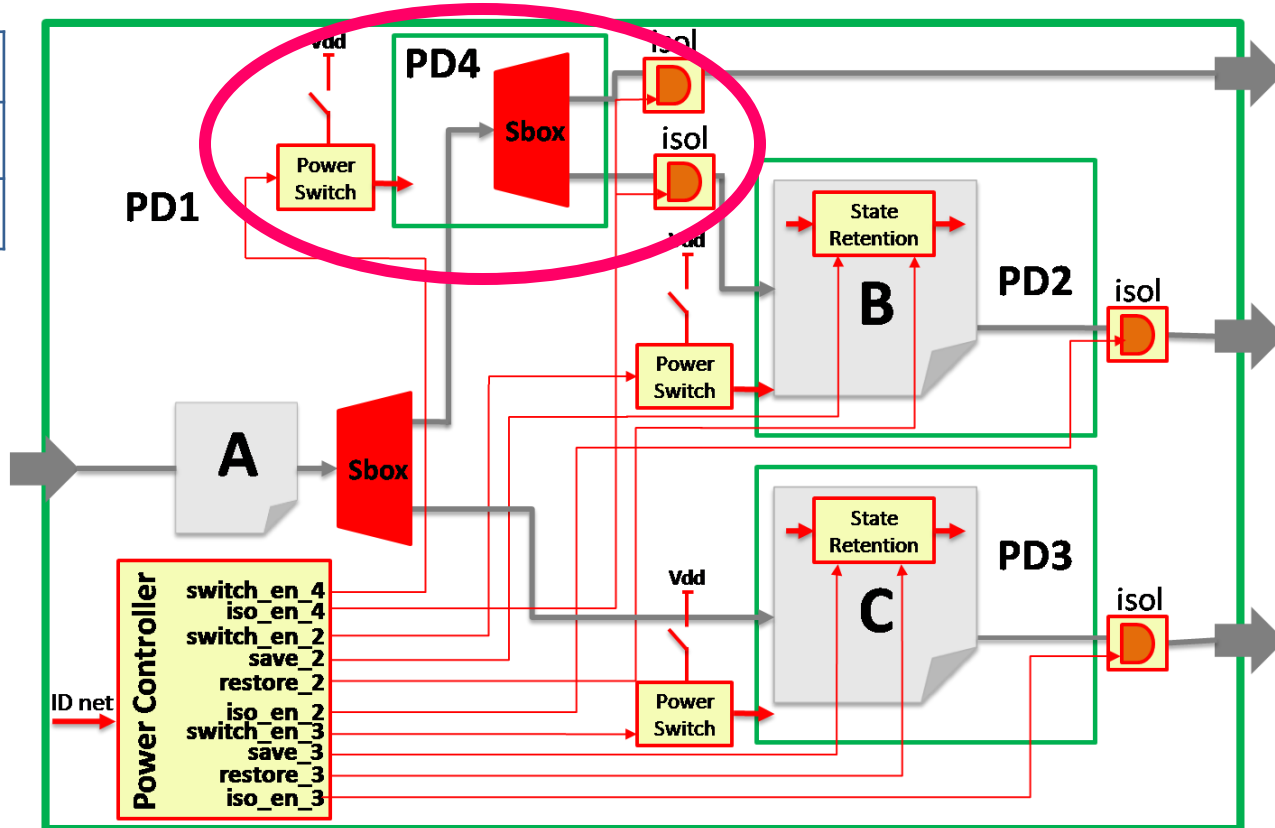 Vdd
isol
PD4
Sbox
isol
Power
Switch
PD1
State
Retention
Vdd
B
PD2
isol
Power
Switch
A
Sbox
State
Retention
PD3
C
Vdd
isol
Power
Switch
Power Controller
switch_en_4
iso_en_4
switch_en_2
save_2
restore_2
iso_en_2
switch_en_3
save_3
restore_3
iso_en_3
ID net